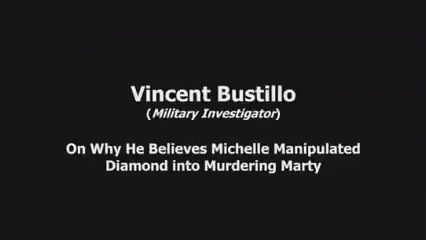 Vincent Bustillo
(Military Investigator)
On Why He Believes Michelle Manipulated
Diamond into Murdering Marty